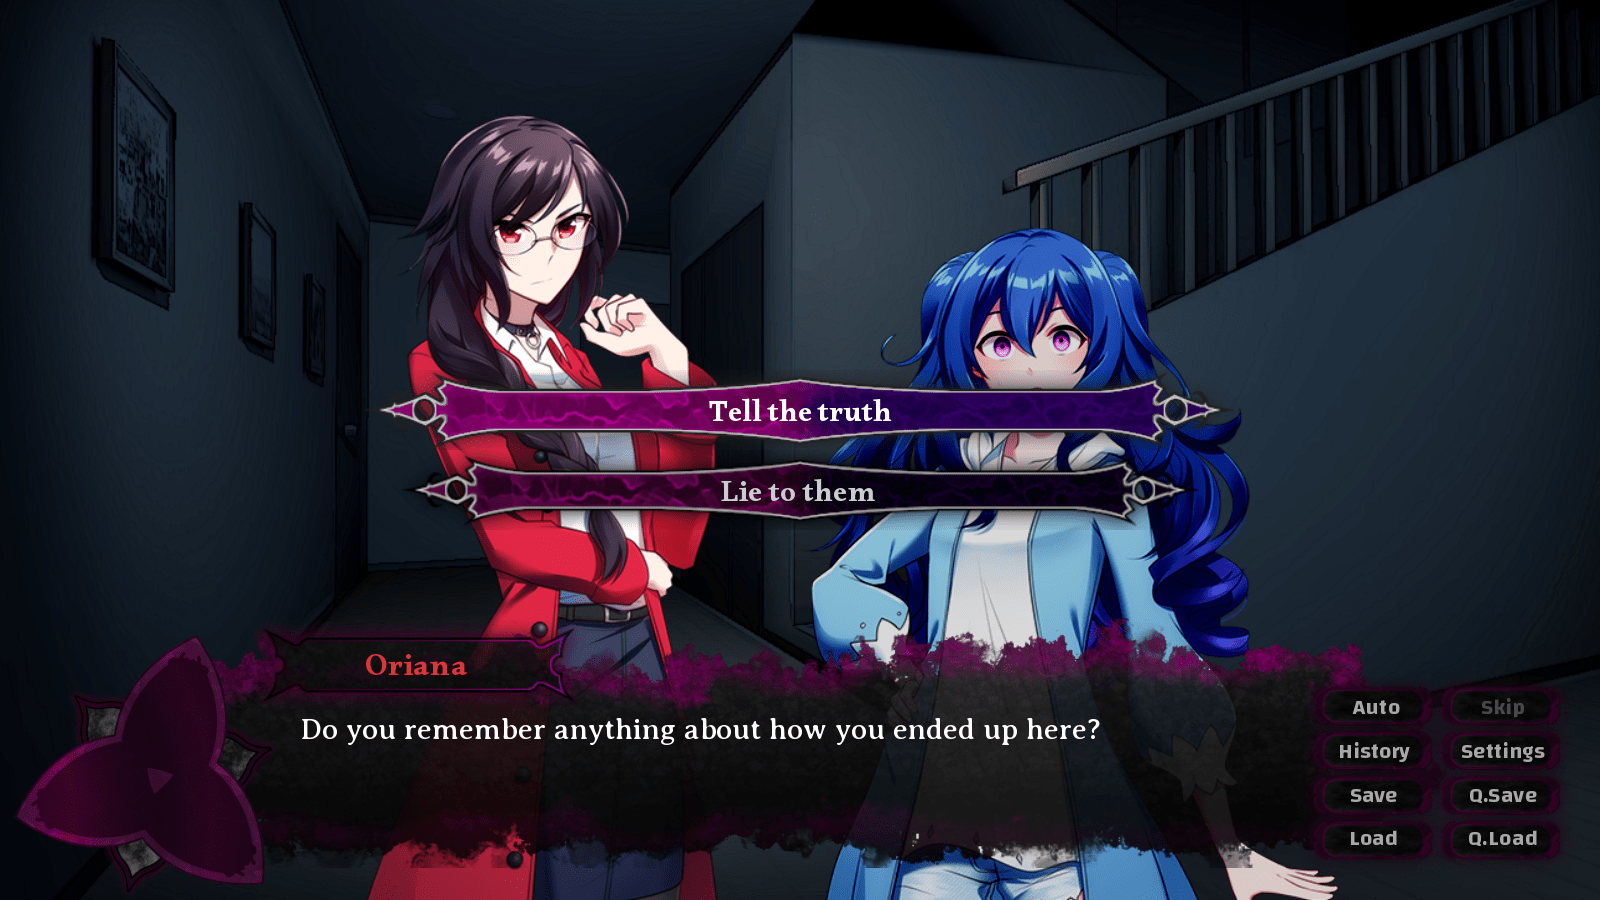 Tell the truth
Lie to them
Oriana
Do you remember anything about how you ended up here?
Auto
Skip
History
Settings
Save
Q.Save
Load
Q.Load